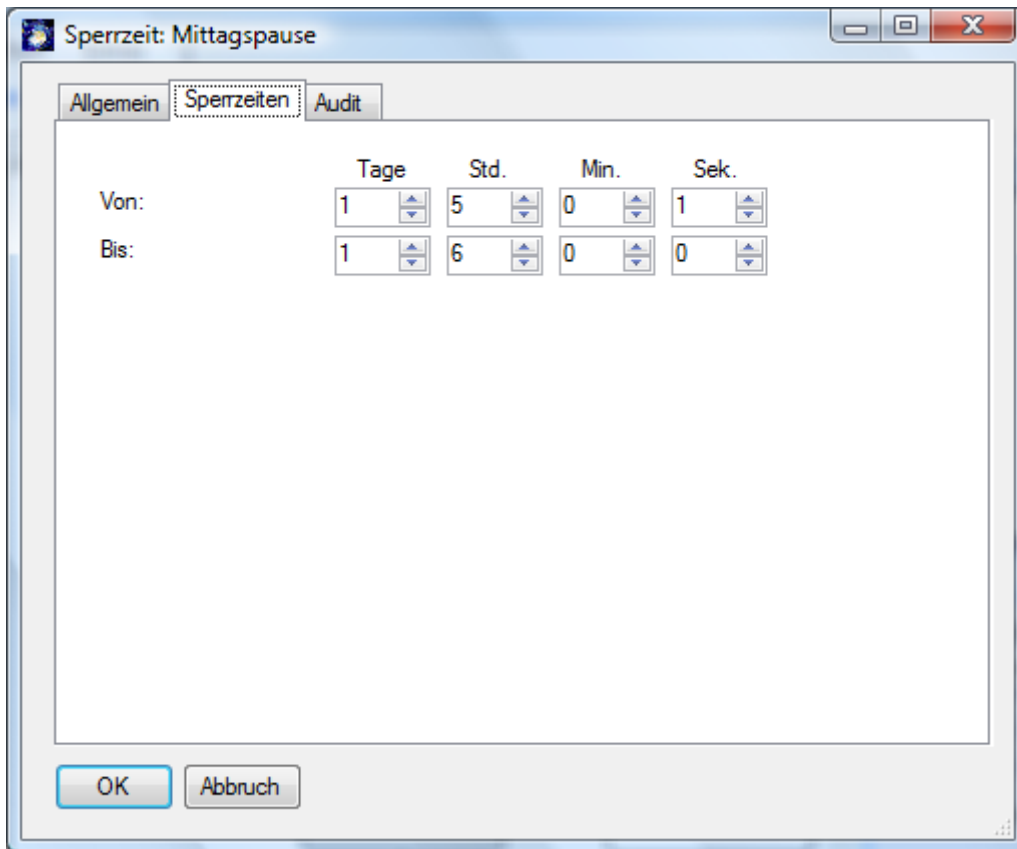 Sperrzeit: Mittagspause
Allgemein Sperrzeiten Audit
Tage Std. Min. Sek.
Von: 1 5 0 1
Bis: 1 6 0 0
OK Abbruch